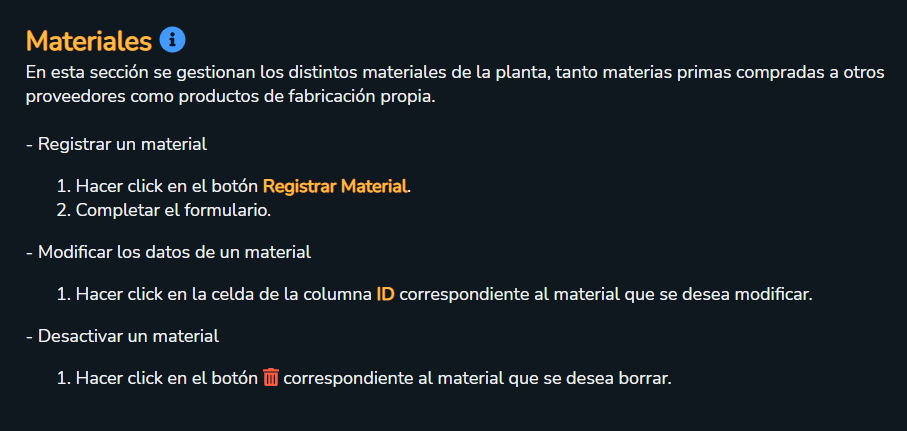 Materiales
En esta sección se gestionan los distintos materiales de la planta, tanto materias primas compradas a otros
proveedores como productos de fabricación propia.
- Registrar un material
1. Hacer click en el botón Registrar Material.
2. Completar el formulario.
- Modificar los datos de un material
1. Hacer click en la celda de la columna ID correspondiente al material que se desea modificar.
- Desactivar un material
1. Hacer click en el botón correspondiente al material que se desea borrar.